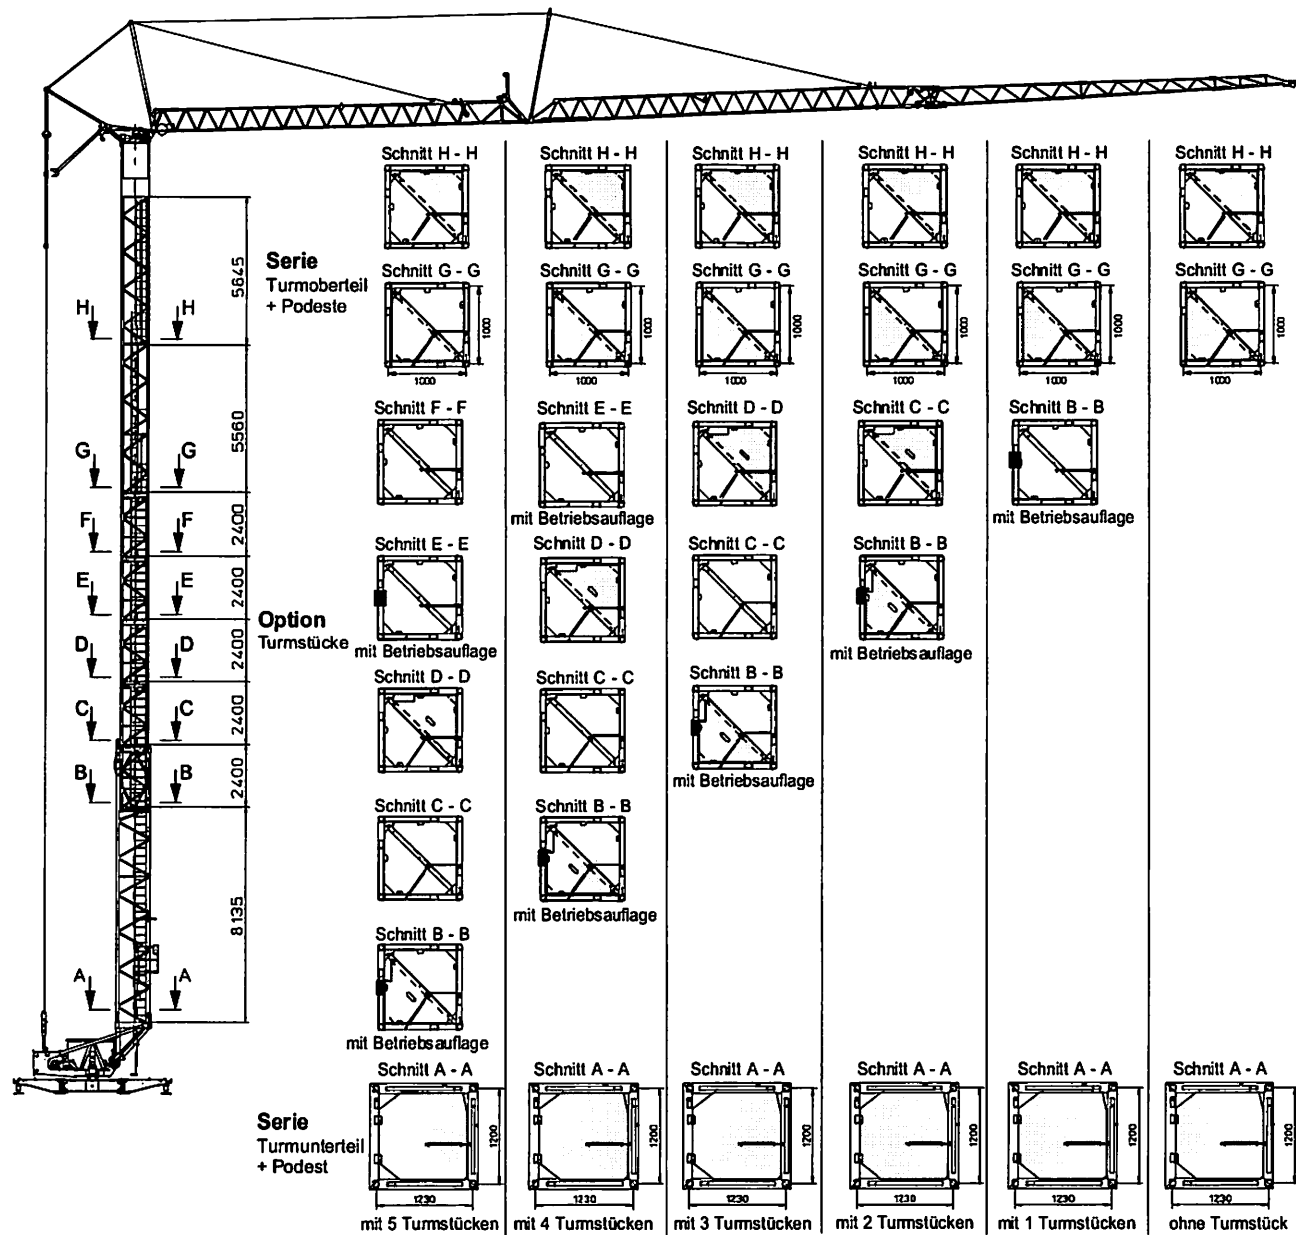 Schnitt H - H
Schnitt H - H
Schnitt H - H
Schnitt H - H
Schnitt H - H
Schnitt H - H
Serie
Turmoberteil
+ Podeste
5845
H
H
Schnitt G - G
Schnitt G - G
Schnitt G - G
Schnitt G - G
Schnitt G - G
Schnitt G - G
1000
1000
1000
1000
1000
1000
1000
1000
1000
1000
1000
1000
5560
G
G
Schnitt F - F
Schnitt E - E
Schnitt D - D
Schnitt C - C
Schnitt B - B
mit Betriebsauflage
mit Betriebsauflage
F
F
2400
Schnitt E - E
Schnitt D - D
Schnitt C - C
Schnitt B - B
E
E
2400
Option
Turmstücke
mit Betriebsauflage
mit Betriebsauflage
D
D
2400
Schnitt D - D
Schnitt C - C
Schnitt B - B
C
C
2400
mit Betriebsauflage
B
B
2400
Schnitt C - C
Schnitt B - B
mit Betriebsauflage
8135
Schnitt B - B
A
A
mit Betriebsauflage
Schnitt A - A
Schnitt A - A
Schnitt A - A
Schnitt A - A
Schnitt A - A
Schnitt A - A
Serie
Turmunterteil
+ Podest
1200
1200
1200
1200
1200
1200
1230
1230
1230
1230
1230
1230
mit 5 Turmstücken
mit 4 Turmstücken
mit 3 Turmstücken
mit 2 Turmstücken
mit 1 Turmstücken
ohne Turmstück